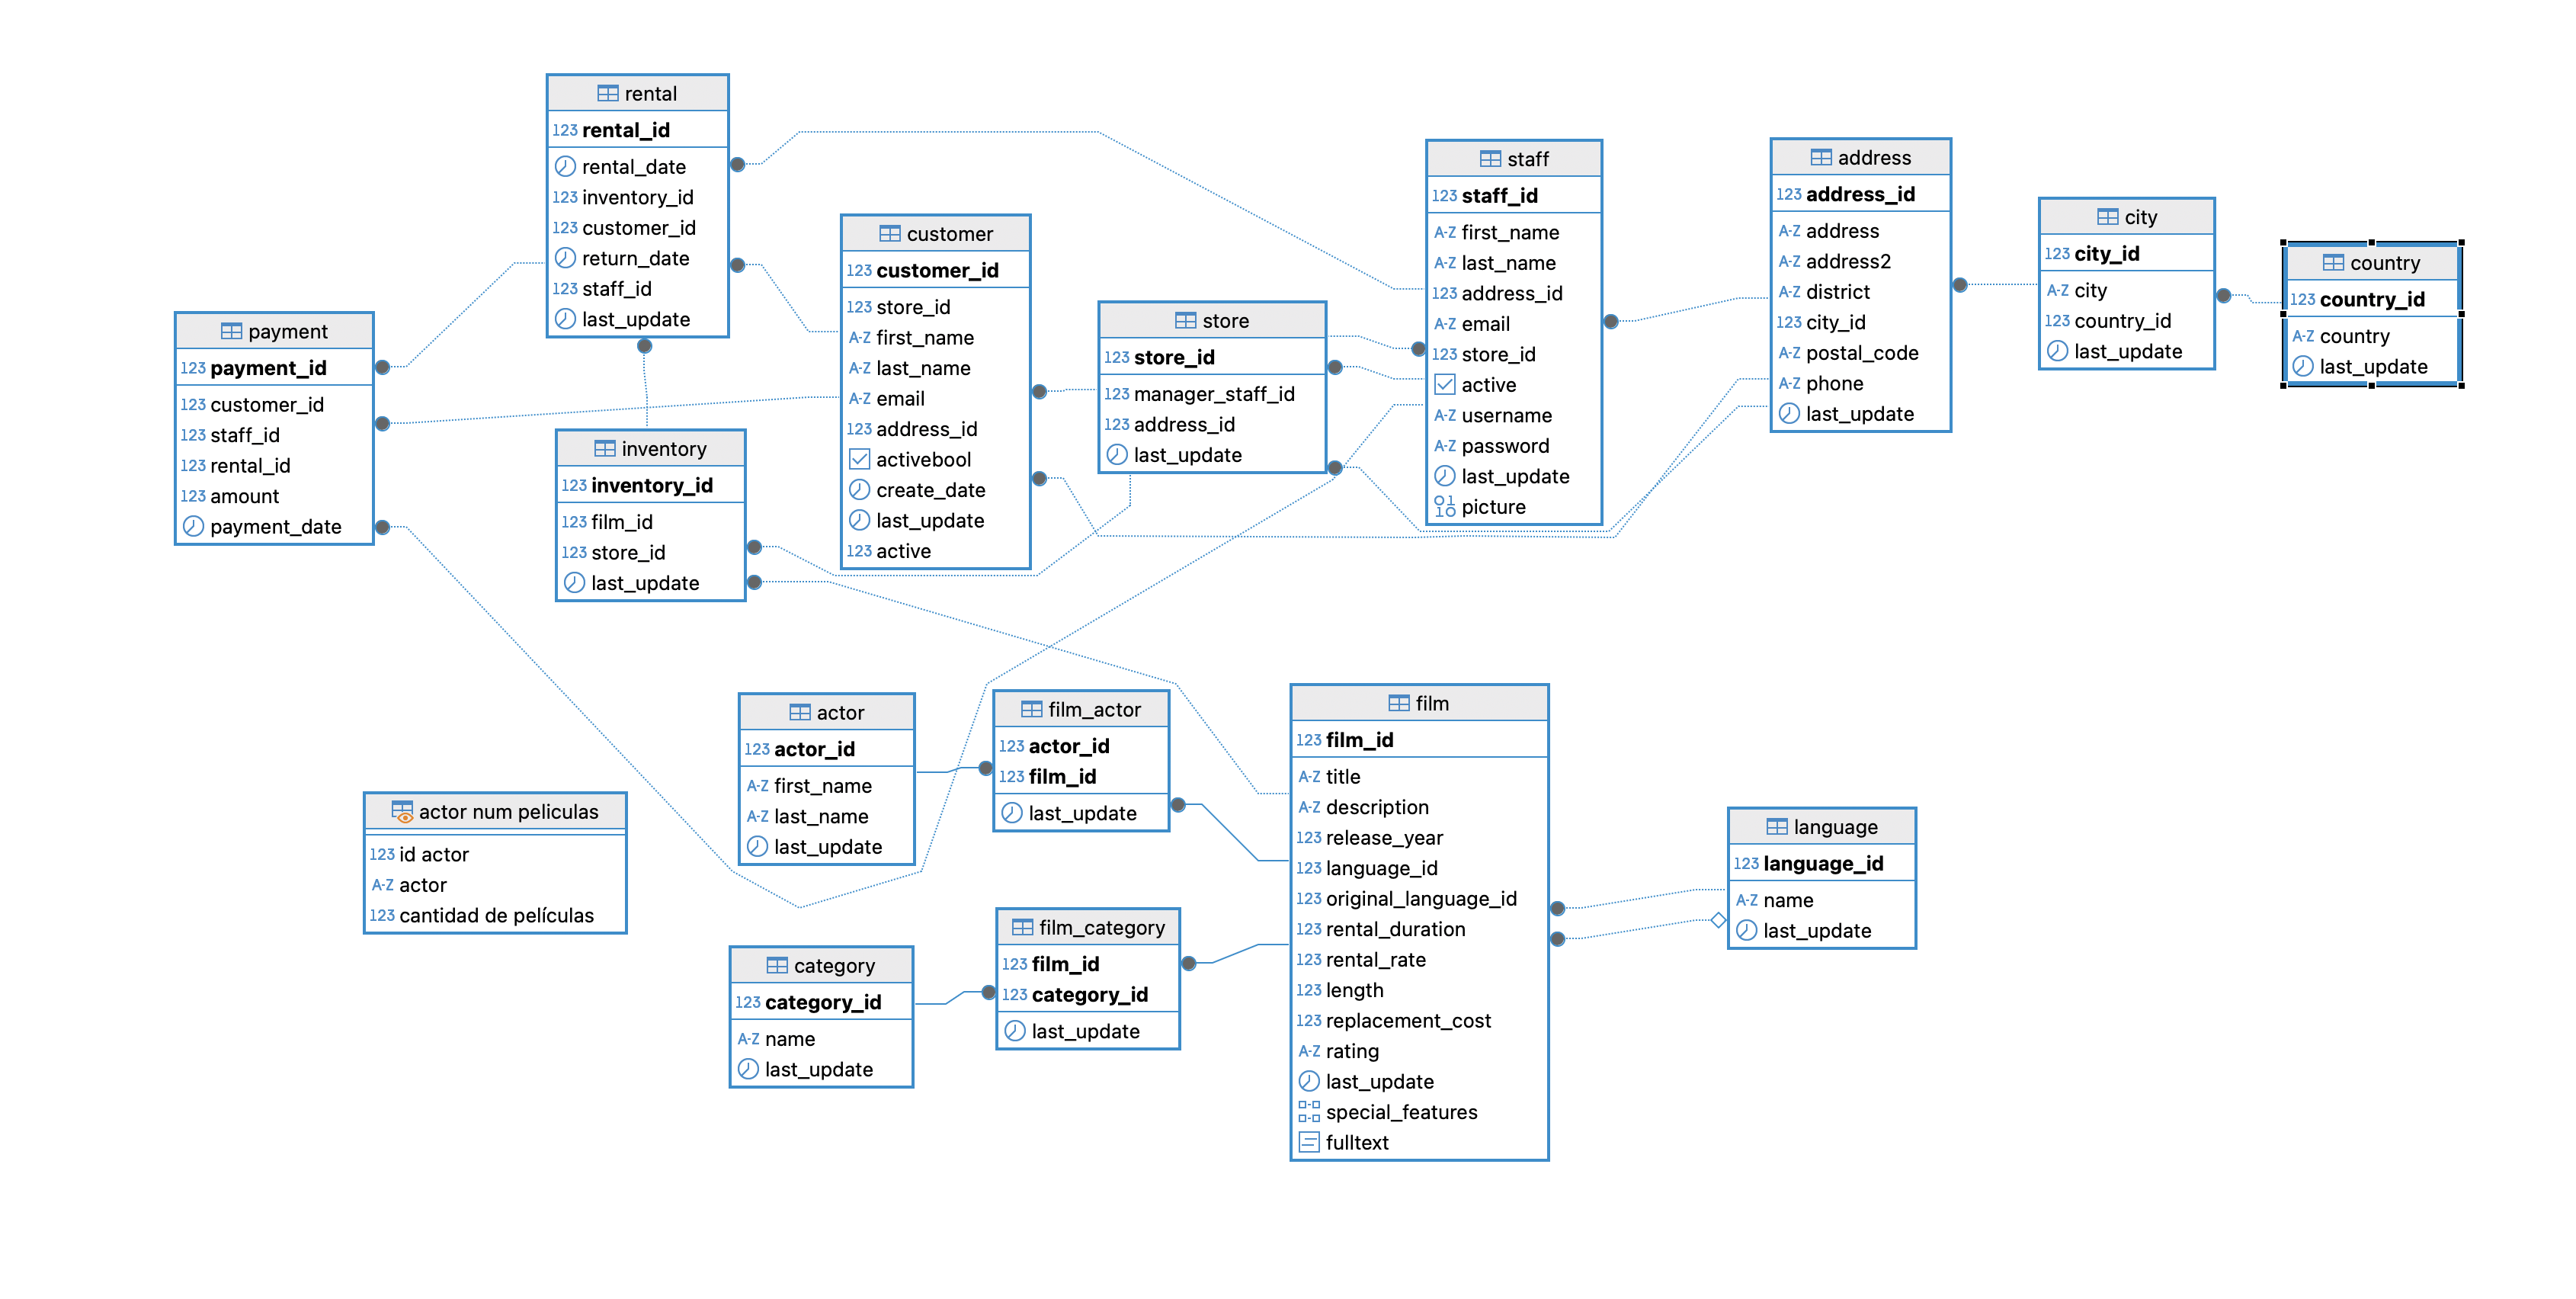 rental
123 rental_id
rental_date
123 inventory_id
123 customer_id
return_date
123 staff_id
last_update
payment
123 payment_id
123 customer_id
123 staff_id
123 rental_id
123 amount
payment_date
inventory
123 inventory_id
123 film_id
123 store_id
last_update
customer
123 customer_id
123 store_id
A-Z first_name
A-Z last_name
A-Z email
123 address_id
activebool
create_date
last_update
123 active
store
123 store_id
123 manager_staff_id
123 address_id
last_update
staff
123 staff_id
A-Z first_name
A-Z last_name
123 address_id
A-Z email
123 store_id
active
A-Z username
A-Z password
last_update
picture
address
123 address_id
A-Z address
A-Z address2
A-Z district
123 city_id
A-Z postal_code
A-Z phone
last_update
city
123 city_id
A-Z city
123 country_id
last_update
country
123 country_id
A-Z country
last_update
actor num peliculas
123 id actor
A-Z actor
123 cantidad de películas
actor
123 actor_id
A-Z first_name
A-Z last_name
last_update
film_actor
123 actor_id
123 film_id
last_update
category
123 category_id
A-Z name
last_update
film_category
123 film_id
123 category_id
last_update
film
123 film_id
A-Z title
A-Z description
123 release_year
123 language_id
123 original_language_id
123 rental_duration
123 rental_rate
123 length
123 replacement_cost
A-Z rating
last_update
special_features
fulltext
language
123 language_id
A-Z name
last_update